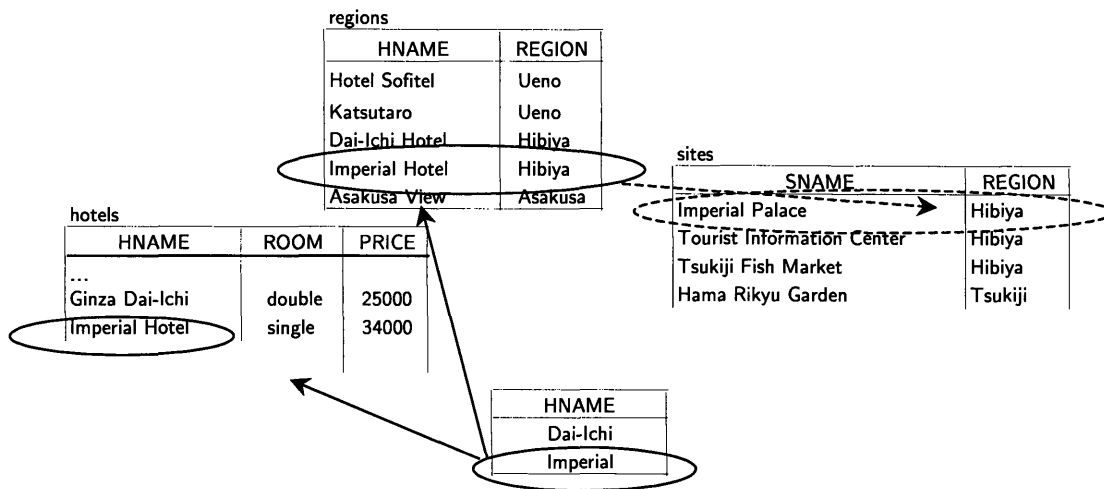 regions
HNAME REGION
Hotel Sofitel Ueno
Katsutaro Ueno
Dai-Ichi Hotel Hibiya
Imperial Hotel Hibiya
Asakusa View Asakusa
sites
SNAME REGION
Imperial Palace Hibiya
Tourist Information Center Hibiya
Tsukiji Fish Market Hibiya
Hama Rikyu Garden Tsukiji
hotels
HNAME ROOM PRICE
...
Ginza Dai-Ichi double 25000
Imperial Hotel single 34000
HNAME
Dai-Ichi
Imperial